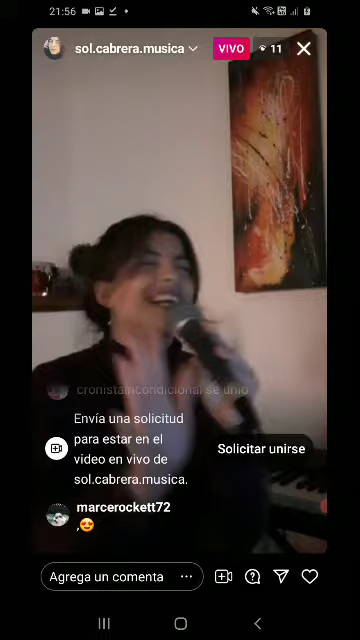 21:56
sol.cabrera.musica
VIVO
11
cronistaincondicional se unio
Envía una solicitud
para estar en el
video en vivo de
sol.cabrera.musica.
Solicitar unirse
marcerockett72
,😍
Agrega un comenta